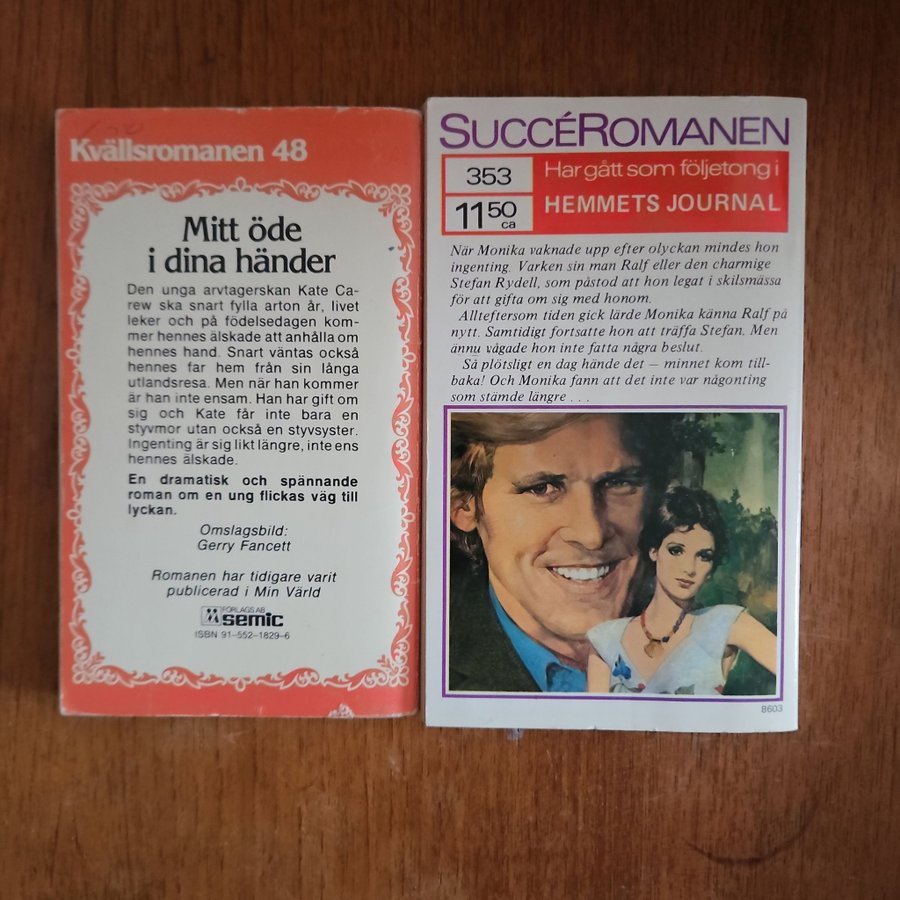 Kvällsromanen 48
Mitt öde
i dina händer
Den unga arvtagerskan Kate Ca-
rew ska snart fylla arton år, livet
leker och på födelsedagen kom-
mer hennes älskade att anhålla om
hennes hand. Snart väntas också
hennes far hem från sin långa
utlandsresa. Men när han kommer
är han inte ensam. Han har gift om
sig och Kate får inte bara en
styvmor utan också en styvsyster.
Ingenting är sig likt längre, inte ens
hennes älskade.
En dramatisk och spännande
roman om en ung flickas väg till
lyckan.
Omslagsbild:
Gerry Fancett
Romanen har tidigare varit
publicerad i Min Värld
FÖRLAGS AB
semic
ISBN 91-552-1829-6
SUCCÉROMANEN
353
Har gått som följetong i
11 50
ca
HEMMETS JOURNAL
När Monika vaknade upp efter olyckan mindes hon
ingenting. Varken sin man Ralf eller den charmige
Stefan Rydell, som påstod att hon legat i skilsmässa
för att gifta om sig med honom.
Allteftersom tiden gick lärde Monika känna Ralf på
nytt. Samtidigt fortsatte hon att träffa Stefan. Men
ännu vågade hon inte fatta några beslut.
Så plötsligt en dag hände det – minnet kom till-
baka! Och Monika fann att det inte var någonting
som stämde längre . . .
8603